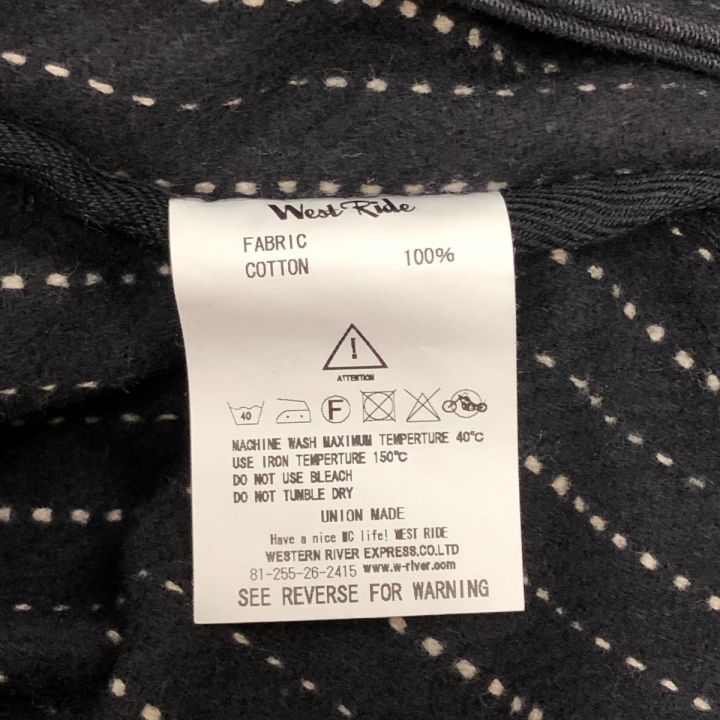 West Ride
FABRIC
COTTON 100%
!
ATTENTION
40
F
MACHINE WASH MAXIMUM TEMPERTURE 40℃
USE IRON TEMPERTURE 150℃
DO NOT USE BLEACH
DO NOT TUMBLE DRY
UNION MADE
Have a nice MC life! WEST RIDE
WESTERN RIVER EXPRESS.CO.LTD
81-255-26-2415 www.w-river.com
SEE REVERSE FOR WARNING